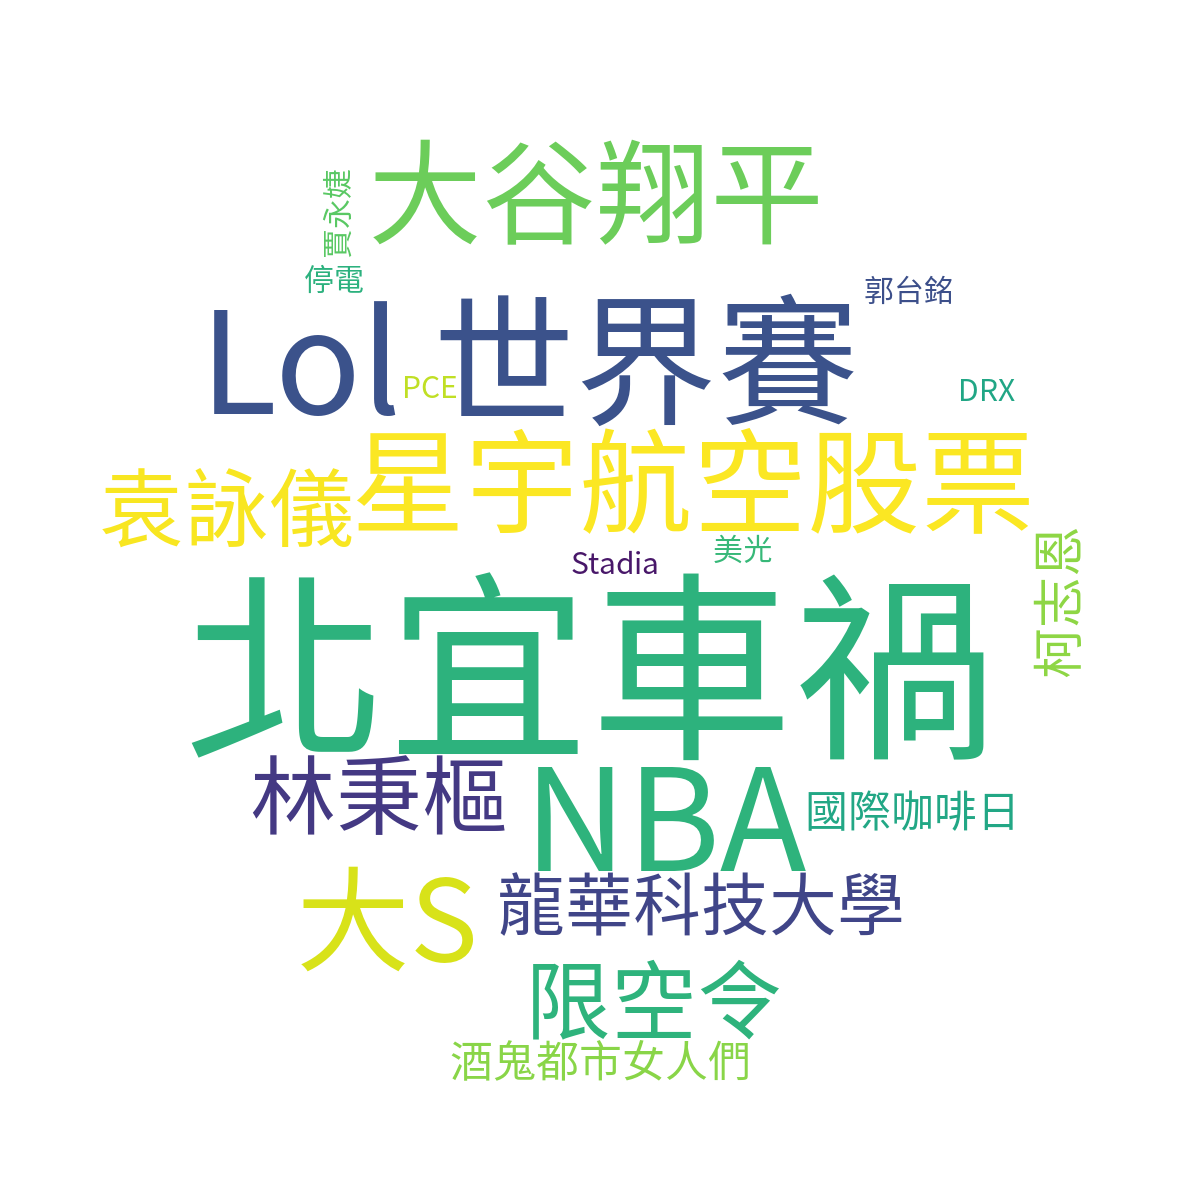 大谷翔平
賈永婕
停電
郭台銘
Lol 世界賽
PCE
DRX
星宇航空股票
袁詠儀
Stadia
美光
柯志恩
北宜車禍
林秉樞
NBA
國際咖啡日
大S
龍華科技大學
限空令
酒鬼都市女人們